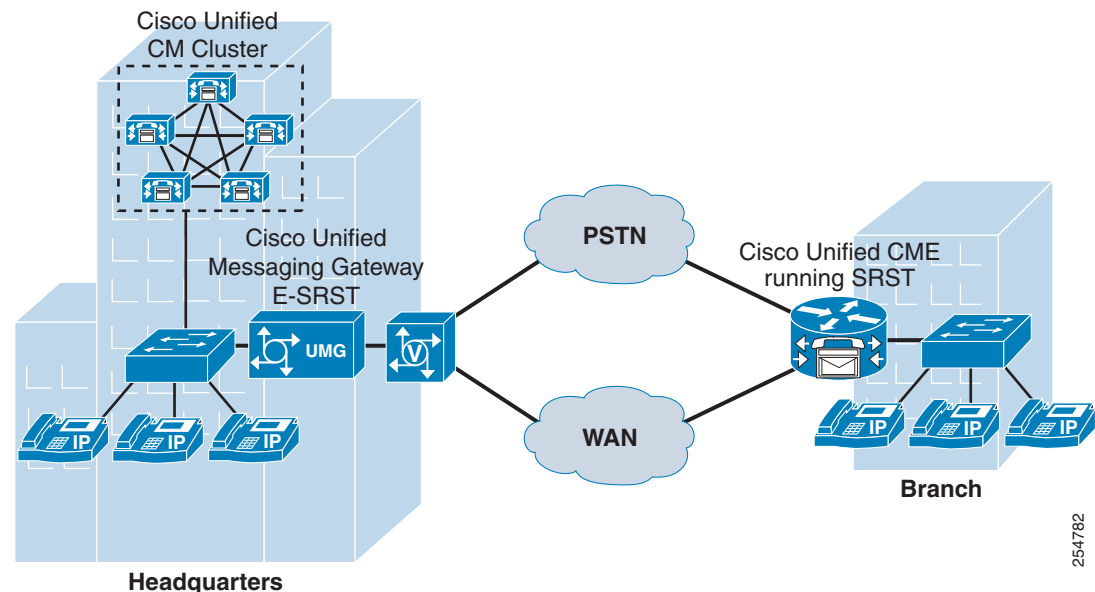 Cisco Unified
CM Cluster
Cisco Unified
Messaging Gateway
E-SRST
UMG
V
IP
IP
IP
Headquarters
PSTN
WAN
Cisco Unified CME
running SRST
IP
IP
IP
Branch
254782